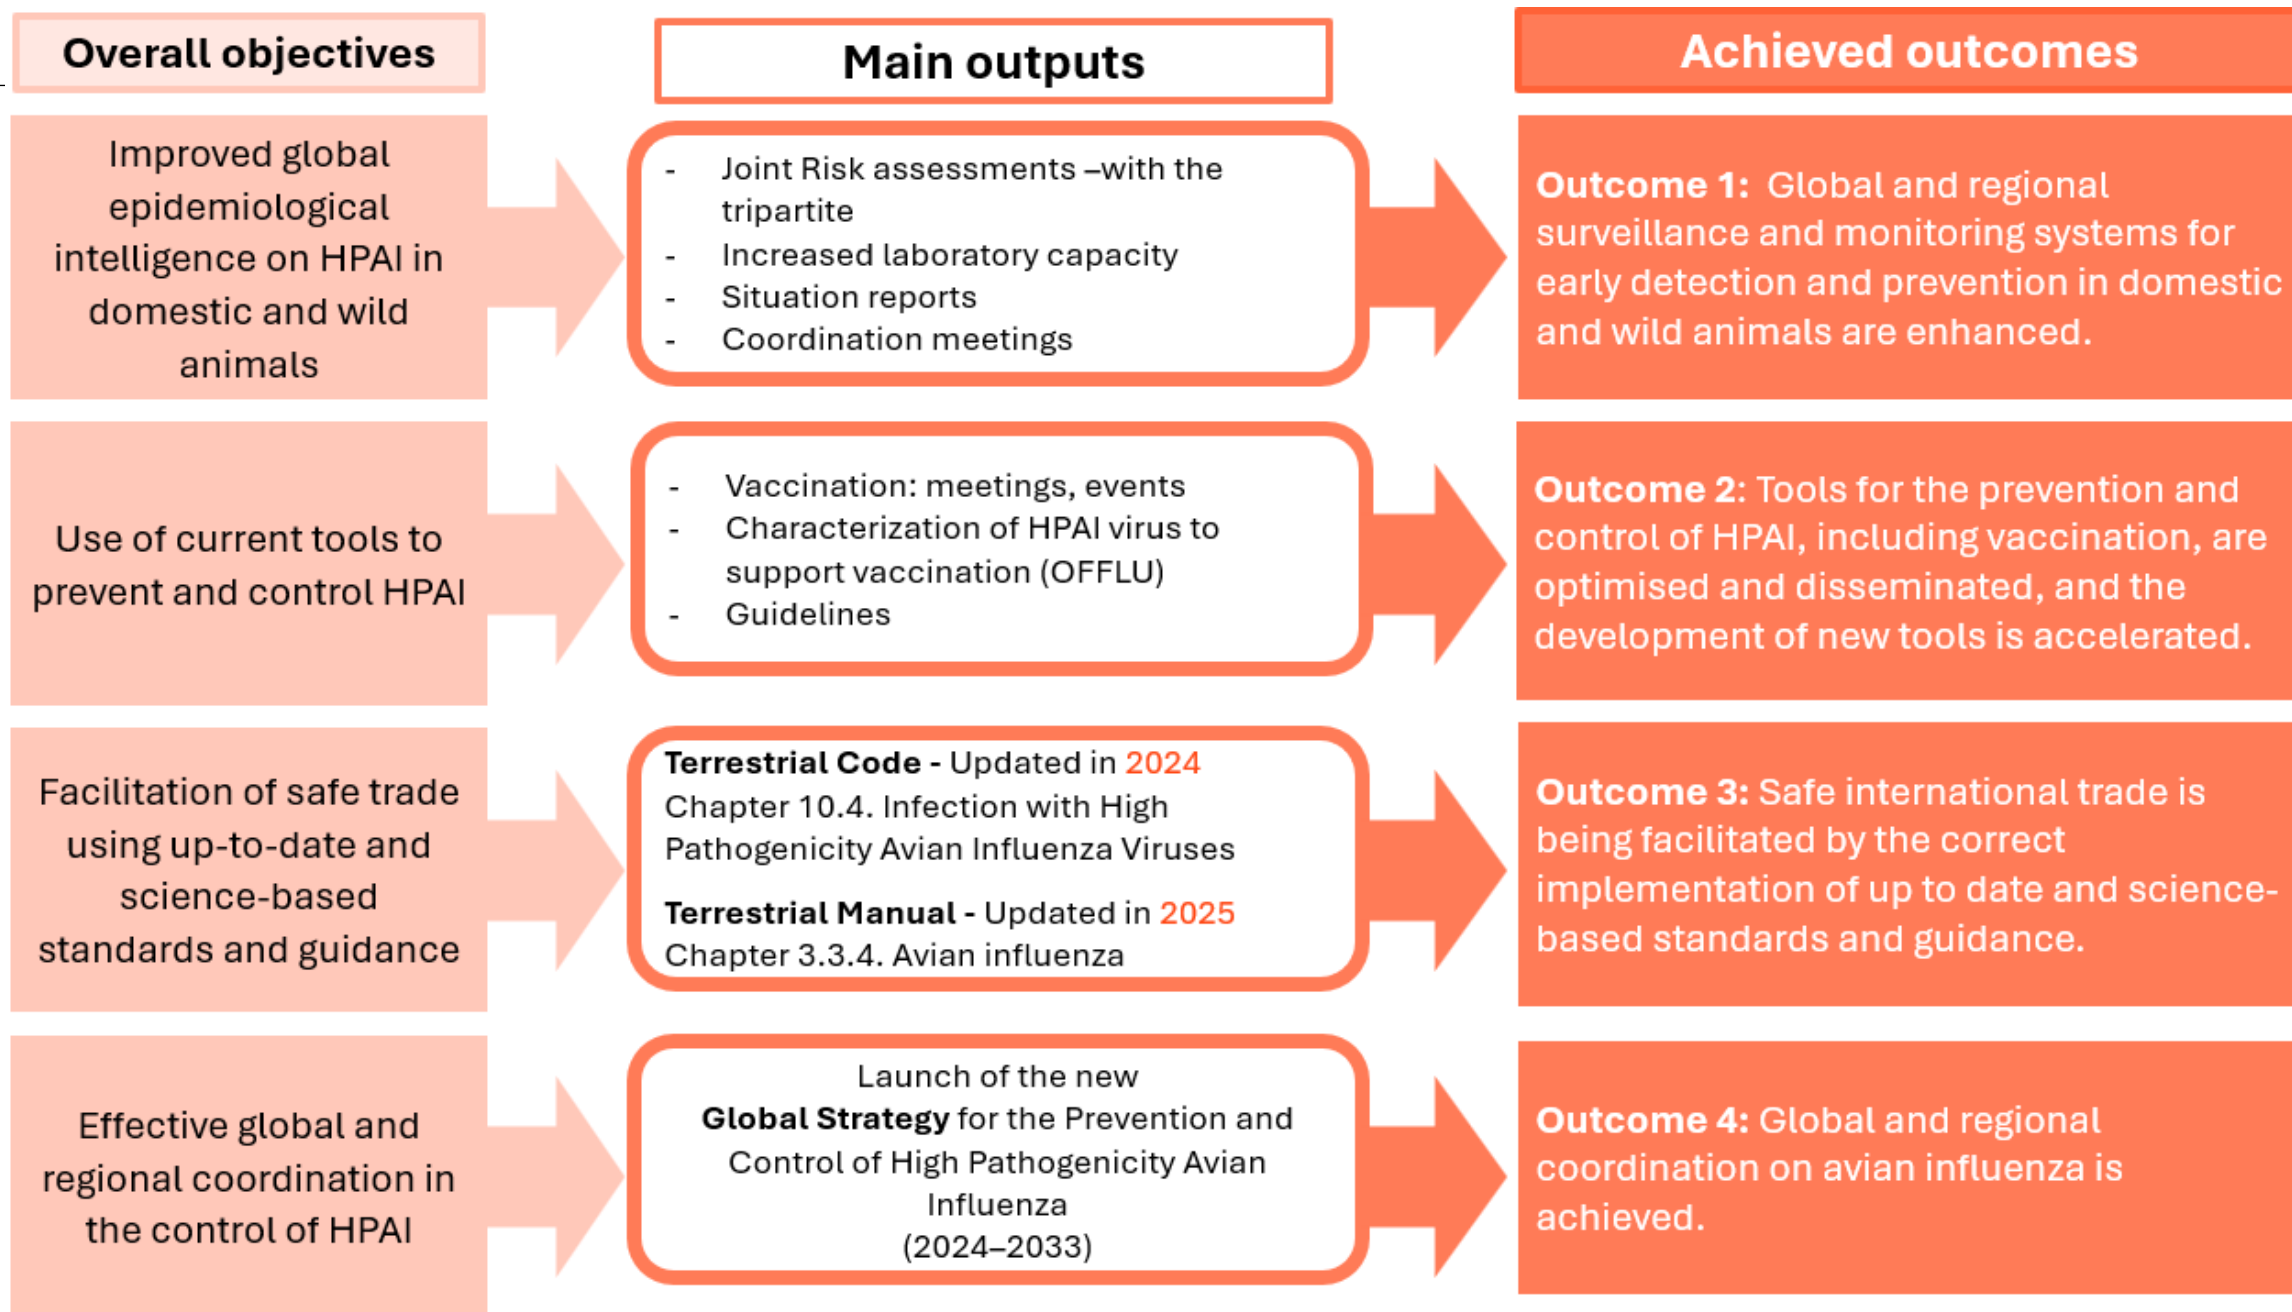 Overall objectives
Main outputs
Achieved outcomes
Improved global
epidemiological
intelligence on HPAI in
domestic and wild
animals
- Joint Risk assessments –with the
tripartite
- Increased laboratory capacity
- Situation reports
- Coordination meetings
Outcome 1: Global and regional
surveillance and monitoring systems for
early detection and prevention in domestic
and wild animals are enhanced.
Use of current tools to
prevent and control HPAI
- Vaccination: meetings, events
- Characterization of HPAI virus to
support vaccination (OFFLU)
- Guidelines
Outcome 2: Tools for the prevention and
control of HPAI, including vaccination, are
optimised and disseminated, and the
development of new tools is accelerated.
Facilitation of safe trade
using up-to-date and
science-based
standards and guidance
Terrestrial Code - Updated in 2024
Chapter 10.4. Infection with High
Pathogenicity Avian Influenza Viruses
Terrestrial Manual - Updated in 2025
Chapter 3.3.4. Avian influenza
Outcome 3: Safe international trade is
being facilitated by the correct
implementation of up to date and science-
based standards and guidance.
Effective global and
regional coordination in
the control of HPAI
Launch of the new
Global Strategy for the Prevention and
Control of High Pathogenicity Avian
Influenza
(2024–2033)
Outcome 4: Global and regional
coordination on avian influenza is
achieved.